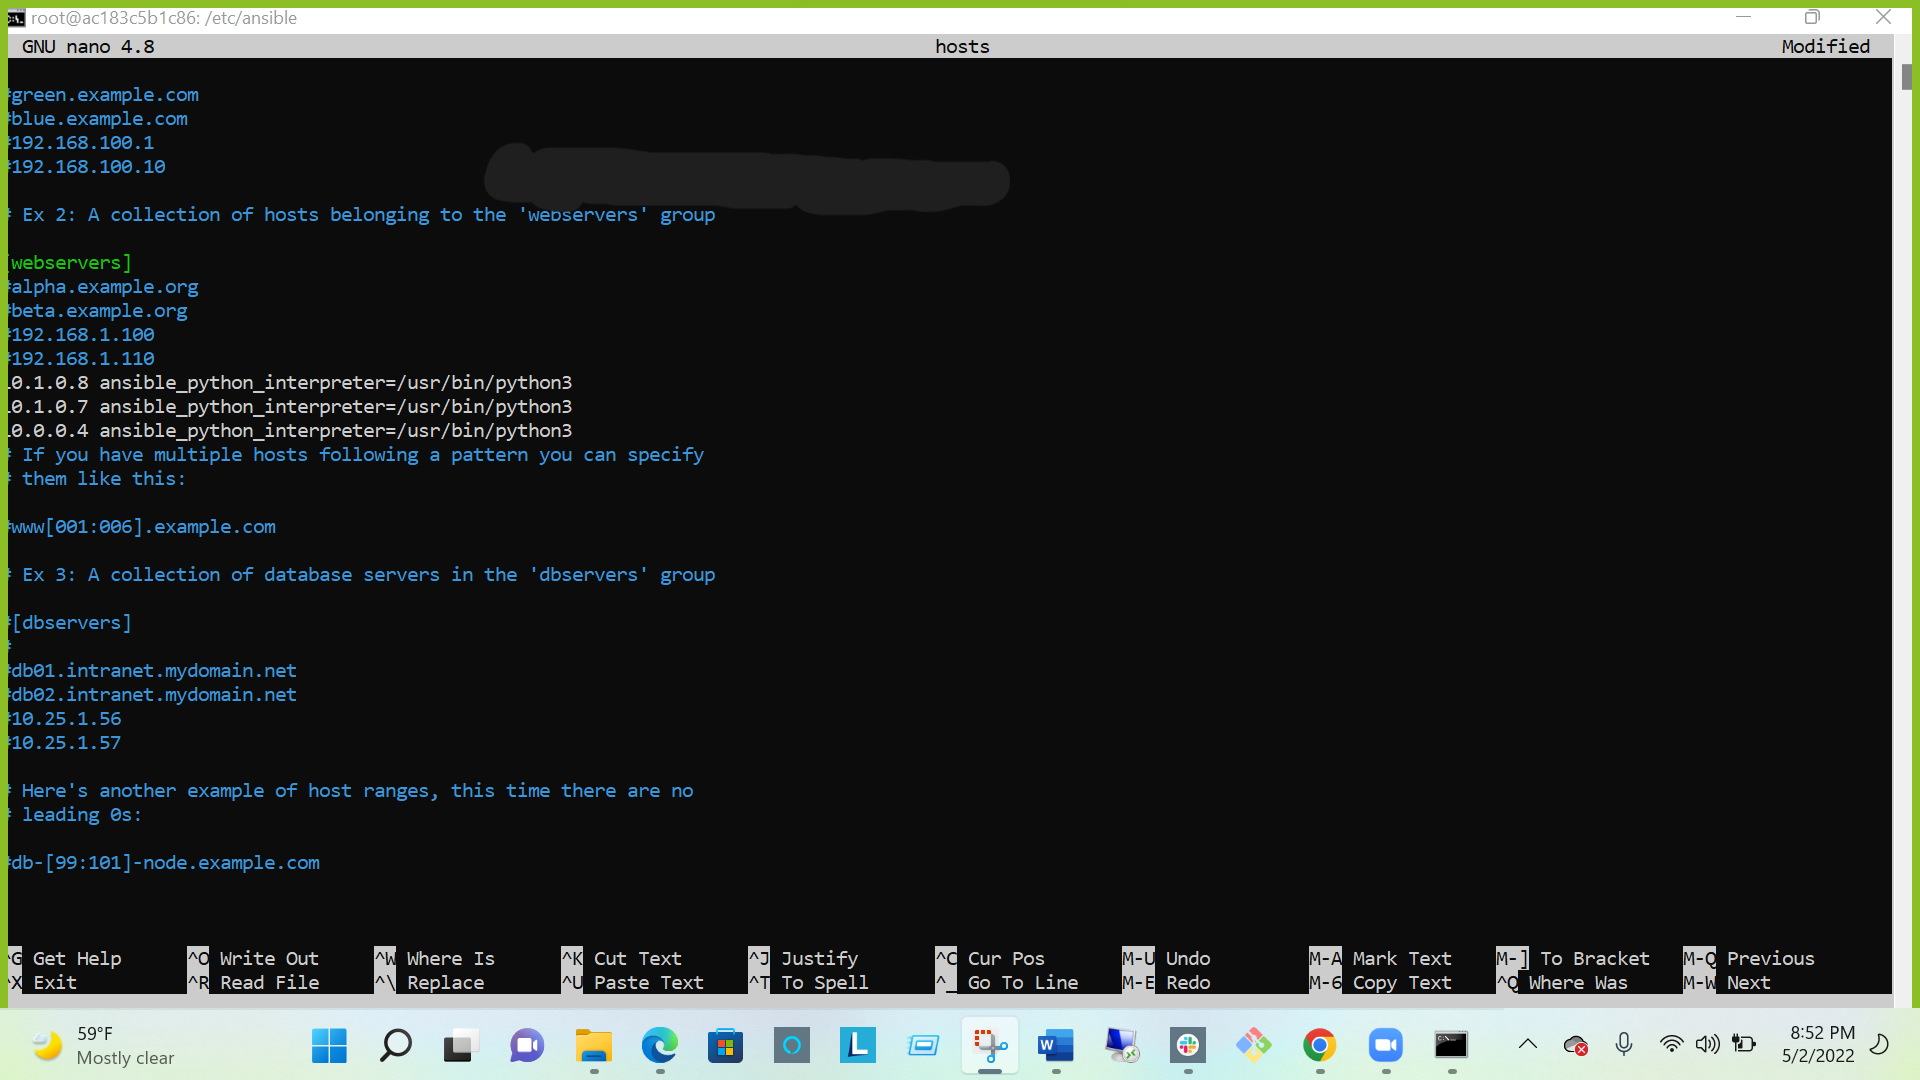 root@ac183c5b1c86: /etc/ansible
GNU nano 4.8 hosts Modified
#green.example.com
#blue.example.com
#192.168.100.1
#192.168.100.10
# Ex 2: A collection of hosts belonging to the 'webservers' group
[webservers]
#alpha.example.org
#beta.example.org
#192.168.1.100
#192.168.1.110
10.1.0.8 ansible_python_interpreter=/usr/bin/python3
10.1.0.7 ansible_python_interpreter=/usr/bin/python3
10.0.0.4 ansible_python_interpreter=/usr/bin/python3
# If you have multiple hosts following a pattern you can specify
# them like this:
#www[001:006].example.com
# Ex 3: A collection of database servers in the 'dbservers' group
#[dbservers]
#
#db01.intranet.mydomain.net
#db02.intranet.mydomain.net
#10.25.1.56
#10.25.1.57
# Here's another example of host ranges, this time there are no
# leading 0s:
#db-[99:101]-node.example.com
^G Get Help ^O Write Out ^W Where Is ^K Cut Text ^J Justify ^C Cur Pos M-U Undo M-A Mark Text M-] To Bracket M-Q Previous
^X Exit ^R Read File ^\ Replace ^U Paste Text ^T To Spell ^_ Go To Line M-E Redo M-6 Copy Text ^Q Where Was M-W Next
59°F
Mostly clear
8:52 PM
5/2/2022